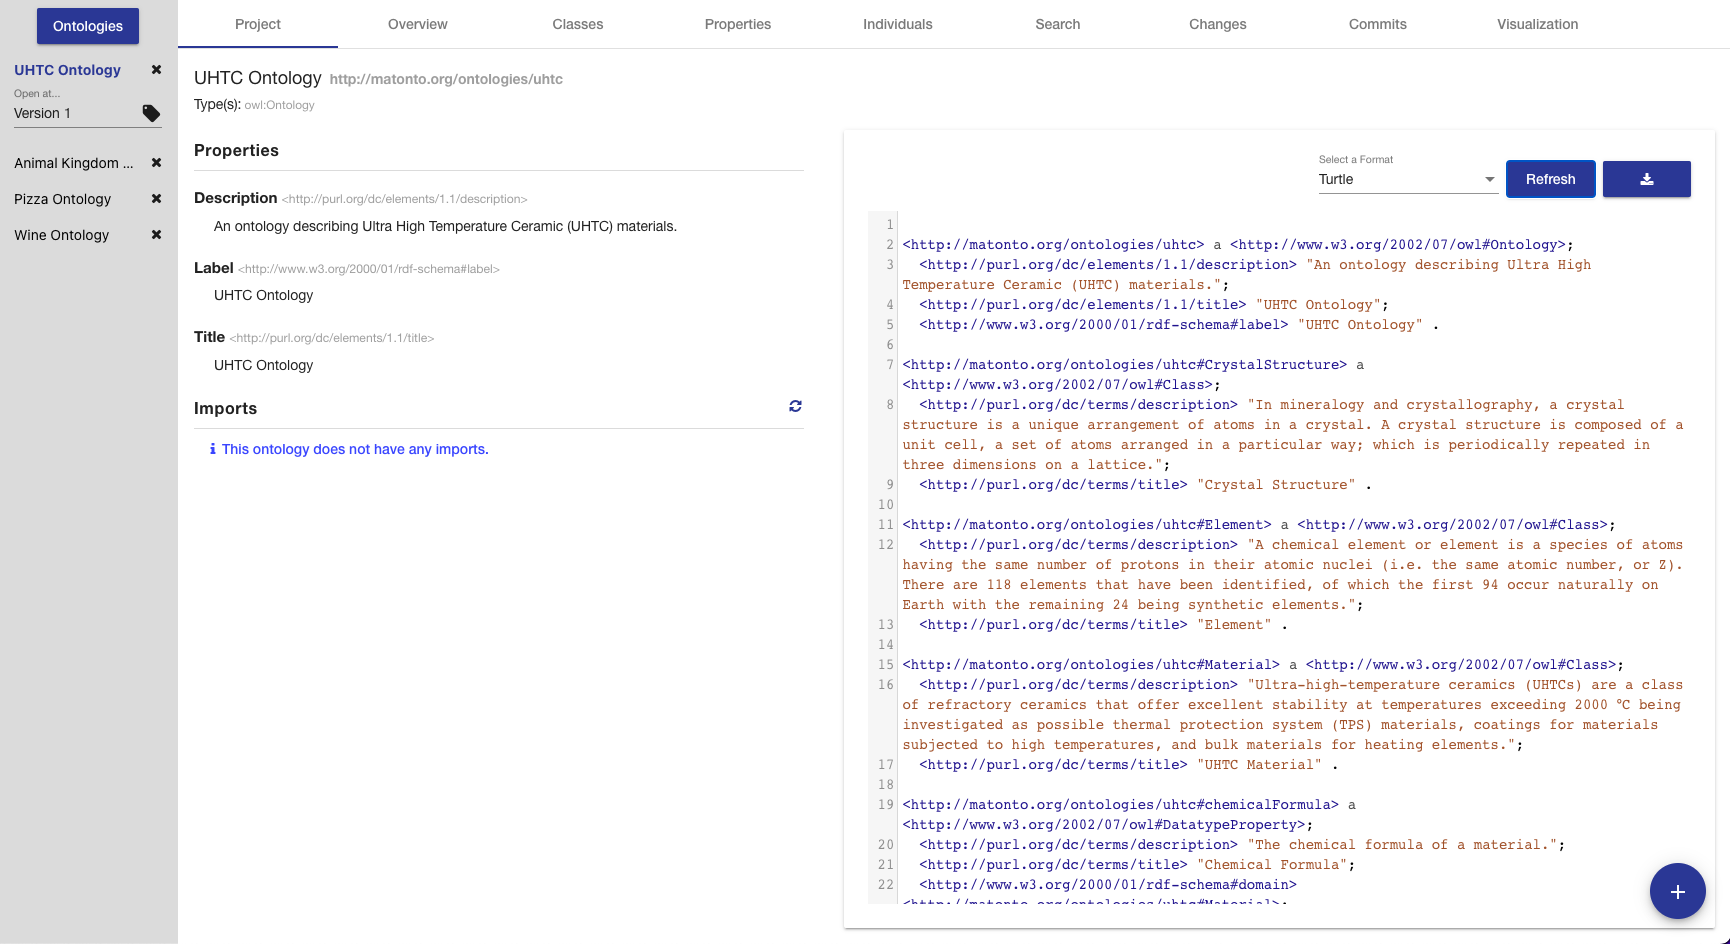 Ontologies
UHTC Ontology
Open at...
Version 1
Animal Kingdom ...
Pizza Ontology
Wine Ontology
Project Overview Classes Properties Individuals Search Changes Commits Visualization
UHTC Ontology http://matonto.org/ontologies/uhtc
Type(s): owl:Ontology
Properties
Description <http://purl.org/dc/elements/1.1/description>
An ontology describing Ultra High Temperature Ceramic (UHTC) materials.
Label <http://www.w3.org/2000/01/rdf-schema#label>
UHTC Ontology
Title <http://purl.org/dc/elements/1.1/title>
UHTC Ontology
Imports
This ontology does not have any imports.
Select a Format
Turtle
Refresh
1
2 <http://matonto.org/ontologies/uhtc> a <http://www.w3.org/2002/07/owl#Ontology>;
3 <http://purl.org/dc/elements/1.1/description> "An ontology describing Ultra High
Temperature Ceramic (UHTC) materials.";
4 <http://purl.org/dc/elements/1.1/title> "UHTC Ontology";
5 <http://www.w3.org/2000/01/rdf-schema#label> "UHTC Ontology" .
6
7 <http://matonto.org/ontologies/uhtc#CrystalStructure> a
<http://www.w3.org/2002/07/owl#Class>;
8 <http://purl.org/dc/terms/description> "In mineralogy and crystallography, a crystal
structure is a unique arrangement of atoms in a crystal. A crystal structure is composed of a
unit cell, a set of atoms arranged in a particular way; which is periodically repeated in
three dimensions on a lattice.";
9 <http://purl.org/dc/terms/title> "Crystal Structure" .
10
11 <http://matonto.org/ontologies/uhtc#Element> a <http://www.w3.org/2002/07/owl#Class>;
12 <http://purl.org/dc/terms/description> "A chemical element or element is a species of atoms
having the same number of protons in their atomic nuclei (i.e. the same atomic number, or Z).
There are 118 elements that have been identified, of which the first 94 occur naturally on
Earth with the remaining 24 being synthetic elements.";
13 <http://purl.org/dc/terms/title> "Element" .
14
15 <http://matonto.org/ontologies/uhtc#Material> a <http://www.w3.org/2002/07/owl#Class>;
16 <http://purl.org/dc/terms/description> "Ultra-high-temperature ceramics (UHTCs) are a class
of refractory ceramics that offer excellent stability at temperatures exceeding 2000 °C being
investigated as possible thermal protection system (TPS) materials, coatings for materials
subjected to high temperatures, and bulk materials for heating elements.";
17 <http://purl.org/dc/terms/title> "UHTC Material" .
18
19 <http://matonto.org/ontologies/uhtc#chemicalFormula> a
<http://www.w3.org/2002/07/owl#DatatypeProperty>;
20 <http://purl.org/dc/terms/description> "The chemical formula of a material.";
21 <http://purl.org/dc/terms/title> "Chemical Formula";
22 <http://www.w3.org/2000/01/rdf-schema#domain>
<http://matonto.org/ontologies/uhtc#Material>;